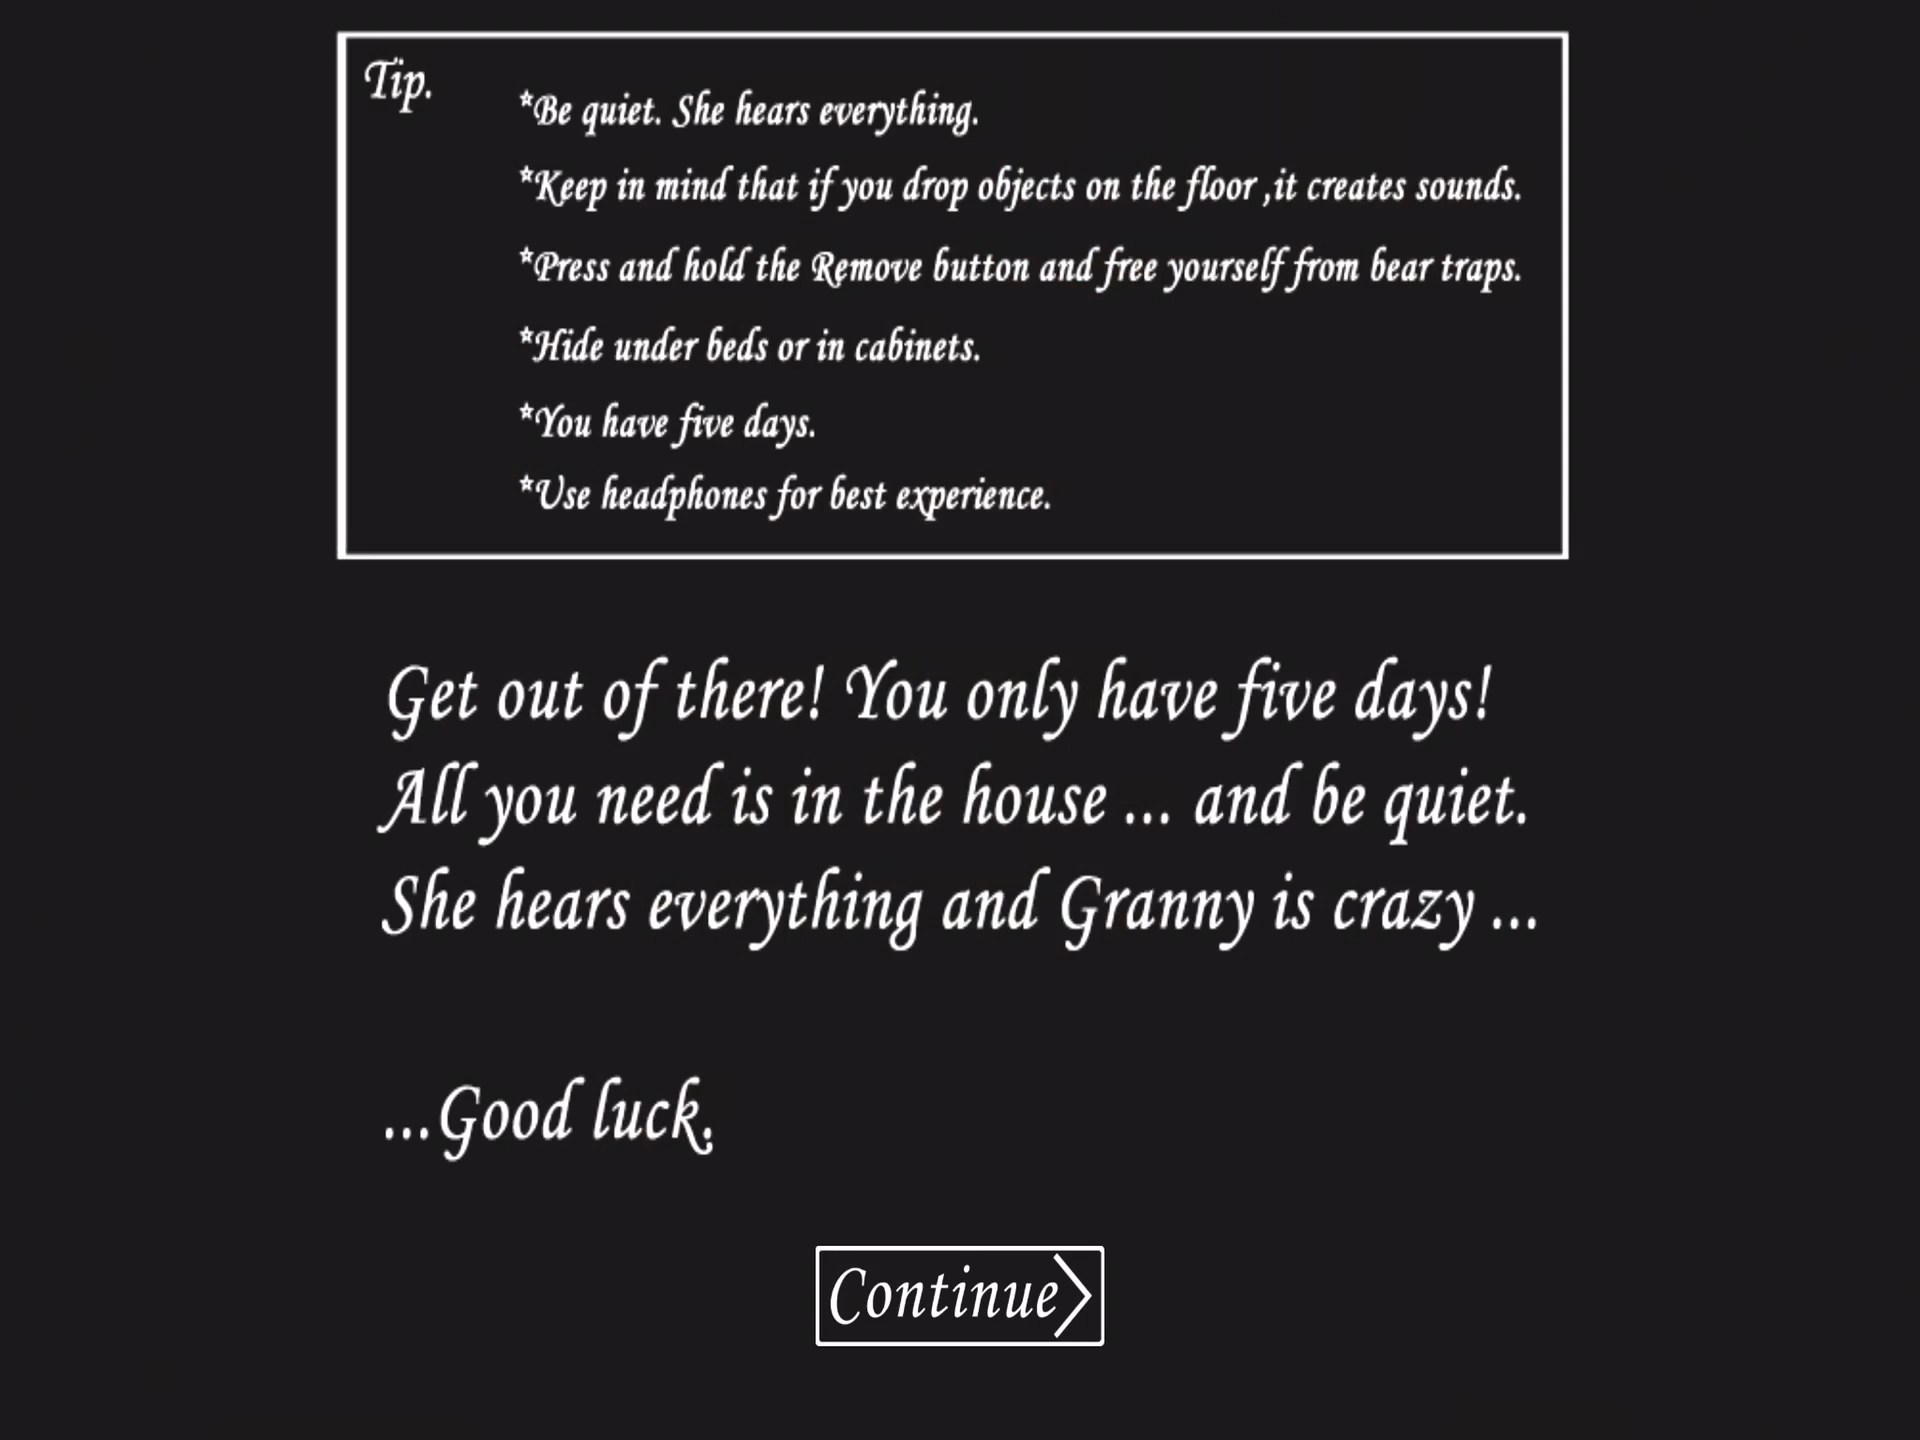 Tip.
*Be quiet. She hears everything.
*Keep in mind that if you drop objects on the floor ,it creates sounds.
*Press and hold the Remove button and free yourself from bear traps.
*Hide under beds or in cabinets.
*You have five days.
*Use headphones for best experience.
Get out of there! You only have five days!
All you need is in the house ... and be quiet.
She hears everything and Granny is crazy ...
...Good luck.
Continue